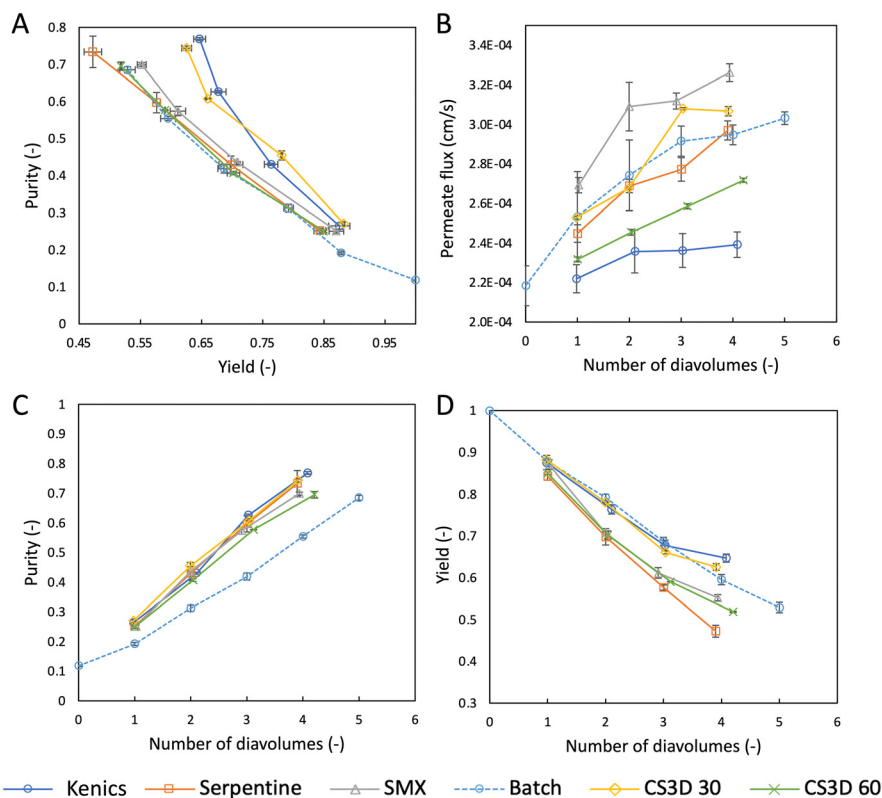 A
Purity (-)
0.8
0.7
0.6
0.5
0.4
0.3
0.2
0.1
0
0.45 0.55 0.65 0.75 0.85 0.95
Yield (-)
B
Permeate flux (cm/s)
3.4E-04
3.2E-04
3.0E-04
2.8E-04
2.6E-04
2.4E-04
2.2E-04
2.0E-04
0 1 2 3 4 5 6
Number of diavolumes (-)
C
Purity (-)
1
0.9
0.8
0.7
0.6
0.5
0.4
0.3
0.2
0.1
0
0 1 2 3 4 5 6
Number of diavolumes (-)
D
Yield (-)
1
0.9
0.8
0.7
0.6
0.5
0.4
0.3
0 1 2 3 4 5 6
Number of diavolumes (-)
Kenics Serpentine SMX Batch CS3D 30 CS3D 60